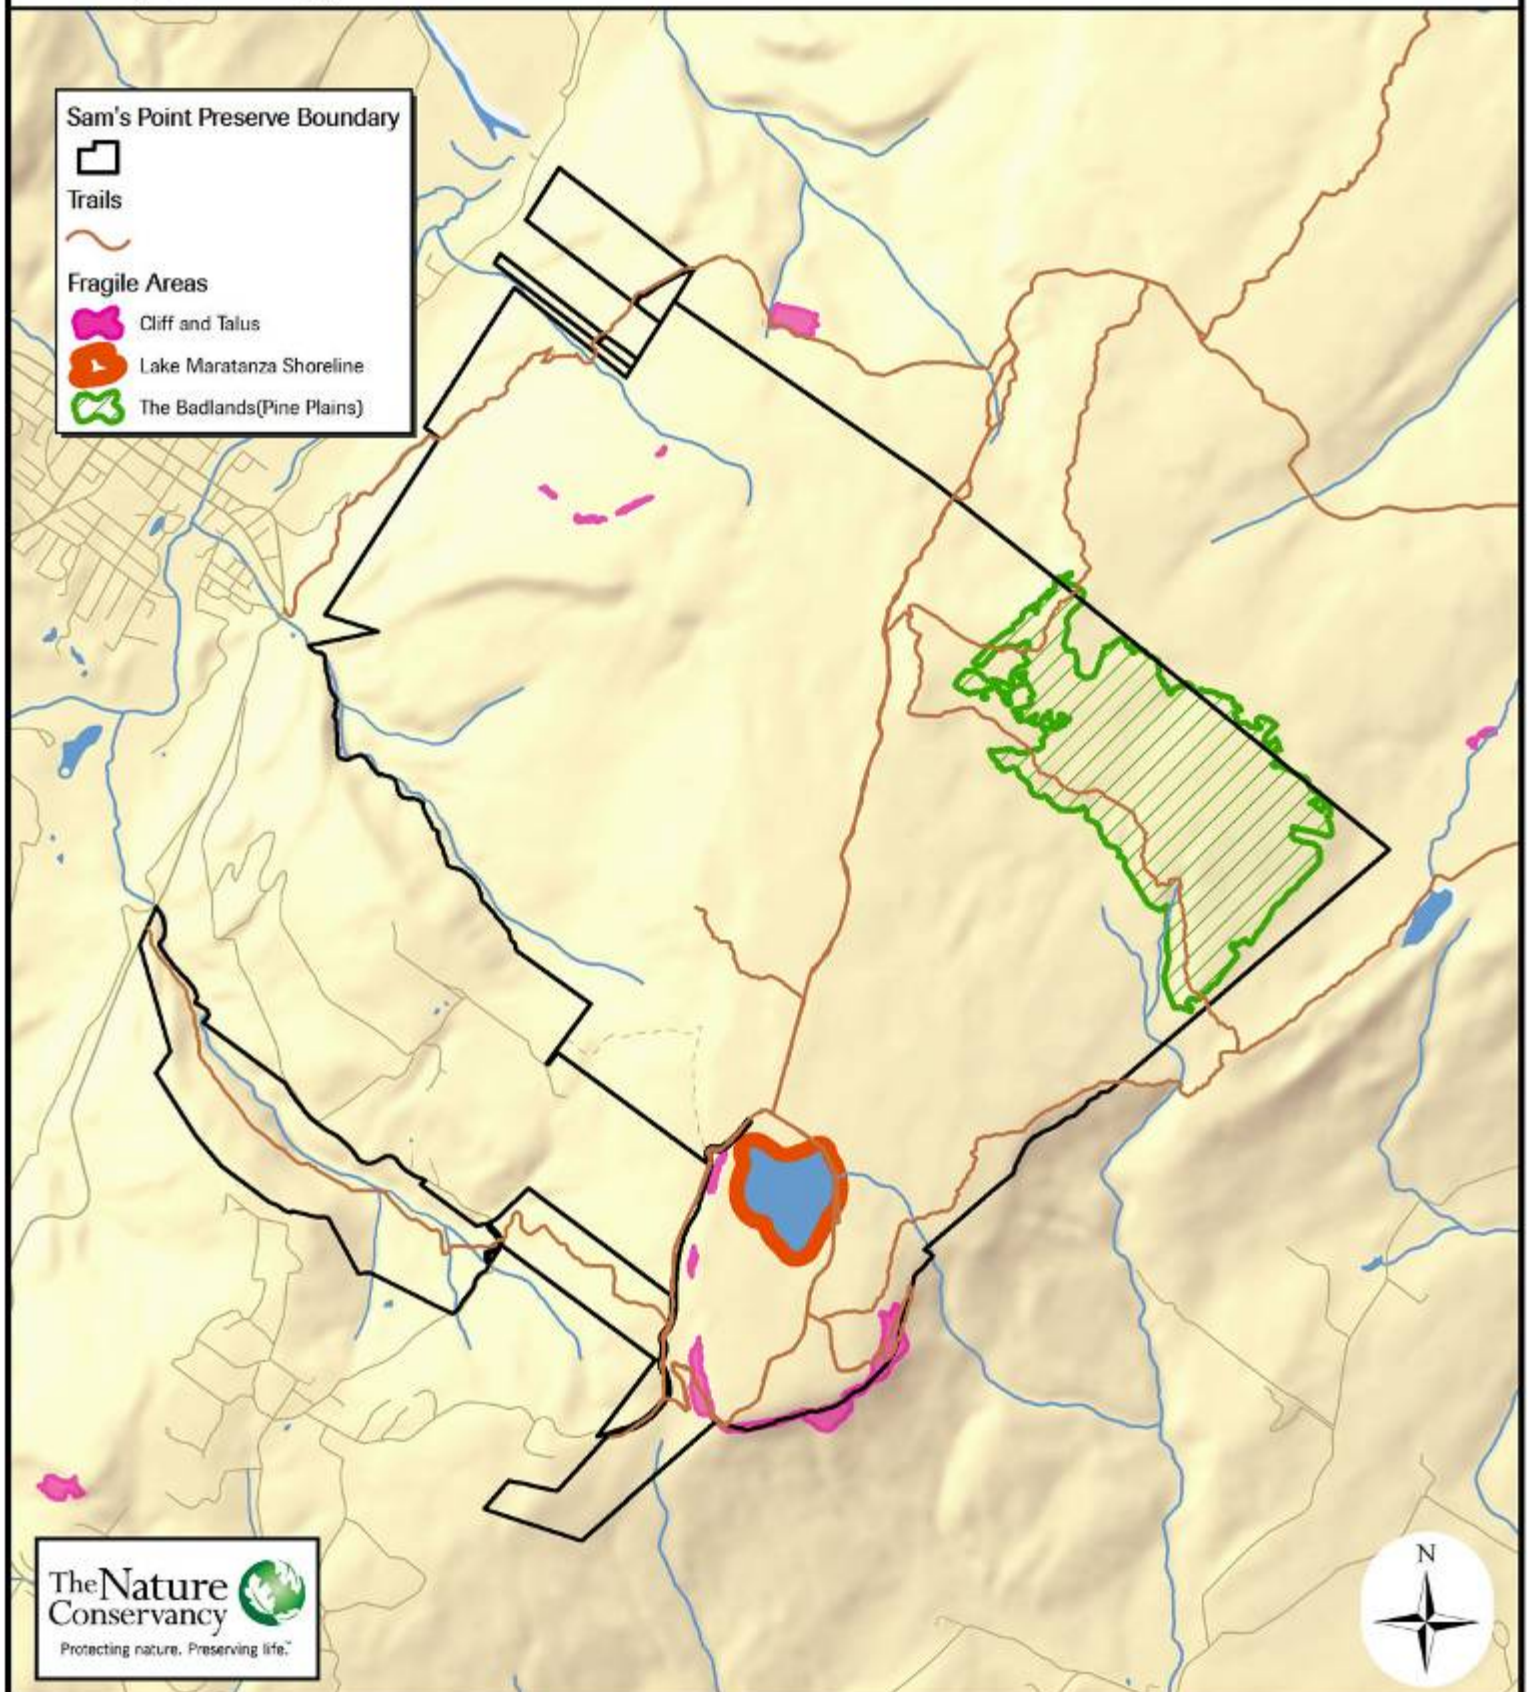 Sam's Point Preserve Boundary
Trails
Fragile Areas
Cliff and Talus
Lake Maratanza Shoreline
The Badlands(Pine Plains)
The Nature
Conservancy
Protecting nature. Preserving life.™
N